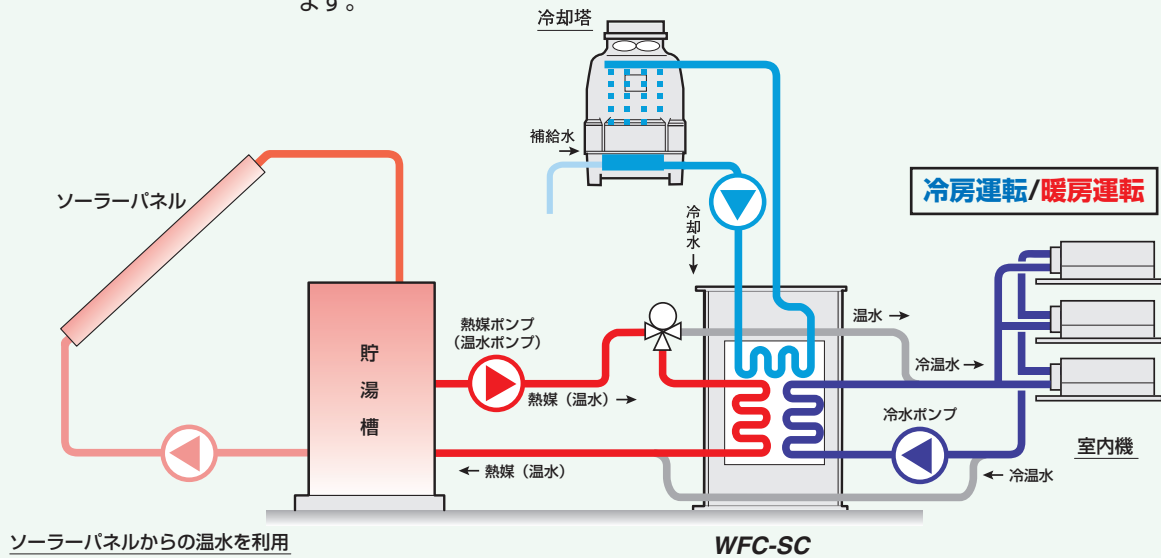 ます。
冷却塔
補給水
ソーラーパネル
冷却水
冷房運転/暖房運転
熱媒ポンプ
(温水ポンプ)
温水
貯湯槽
冷温水
熱媒(温水)
冷水ポンプ
室内機
熱媒(温水)
冷温水
ソーラーパネルからの温水を利用
WFC-SC